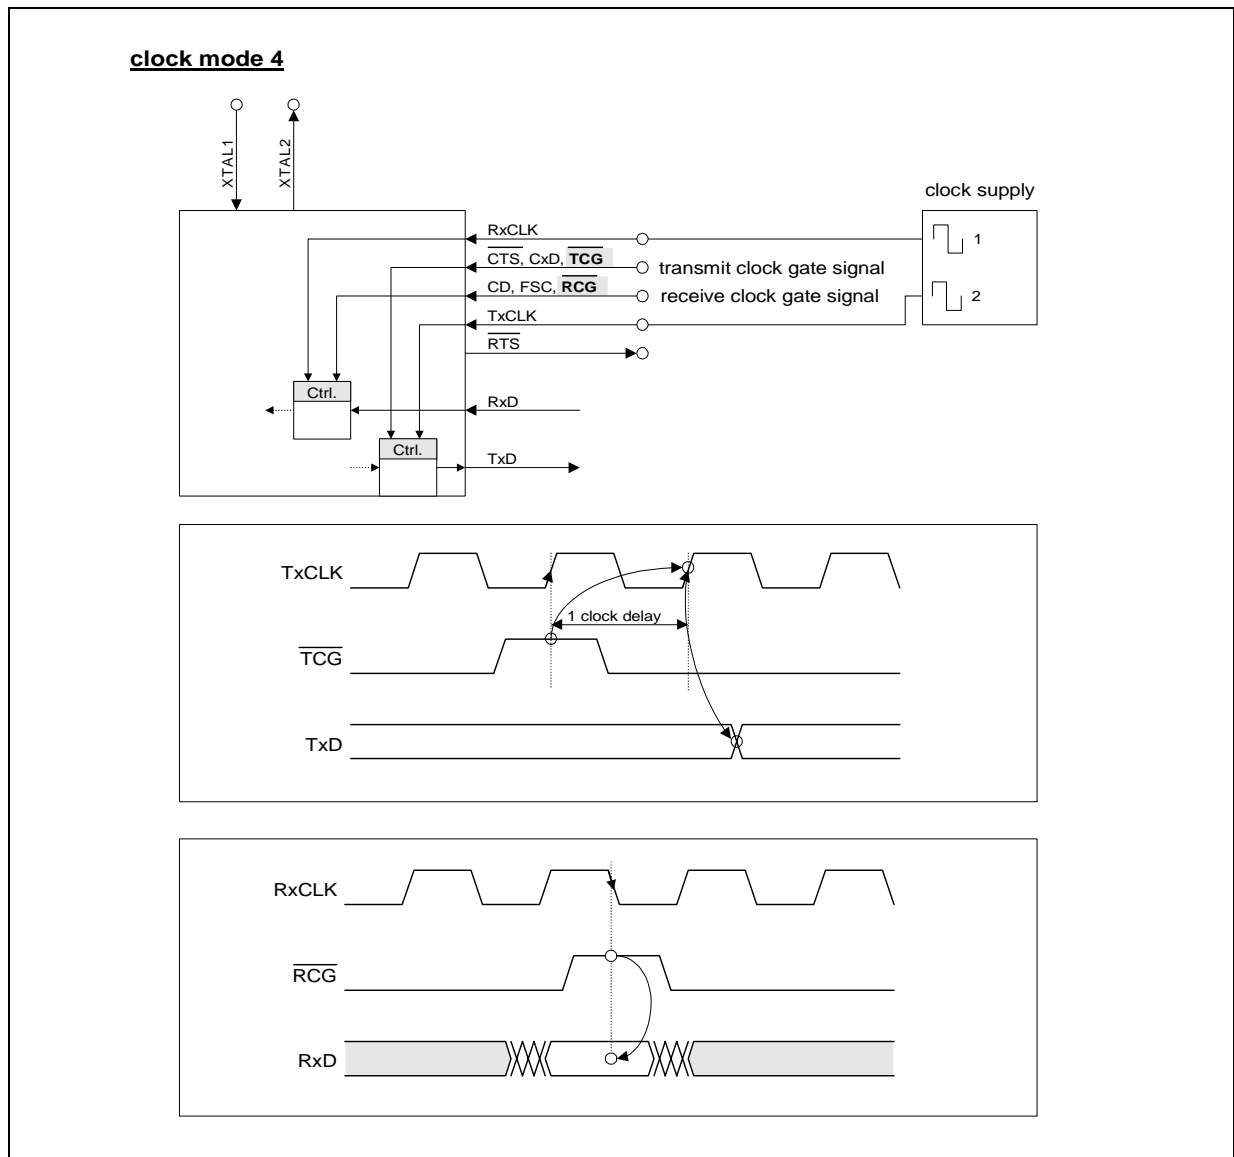 clock mode 4
XTAL1
XTAL2
clock supply
RxCLK
1
CTS, CxD, TCG
transmit clock gate signal
CD, FSC, RCG
receive clock gate signal
2
TxCLK
RTS
Ctrl.
RxD
Ctrl.
TxD
TxCLK
1 clock delay
TCG
TxD
RxCLK
RCG
RxD